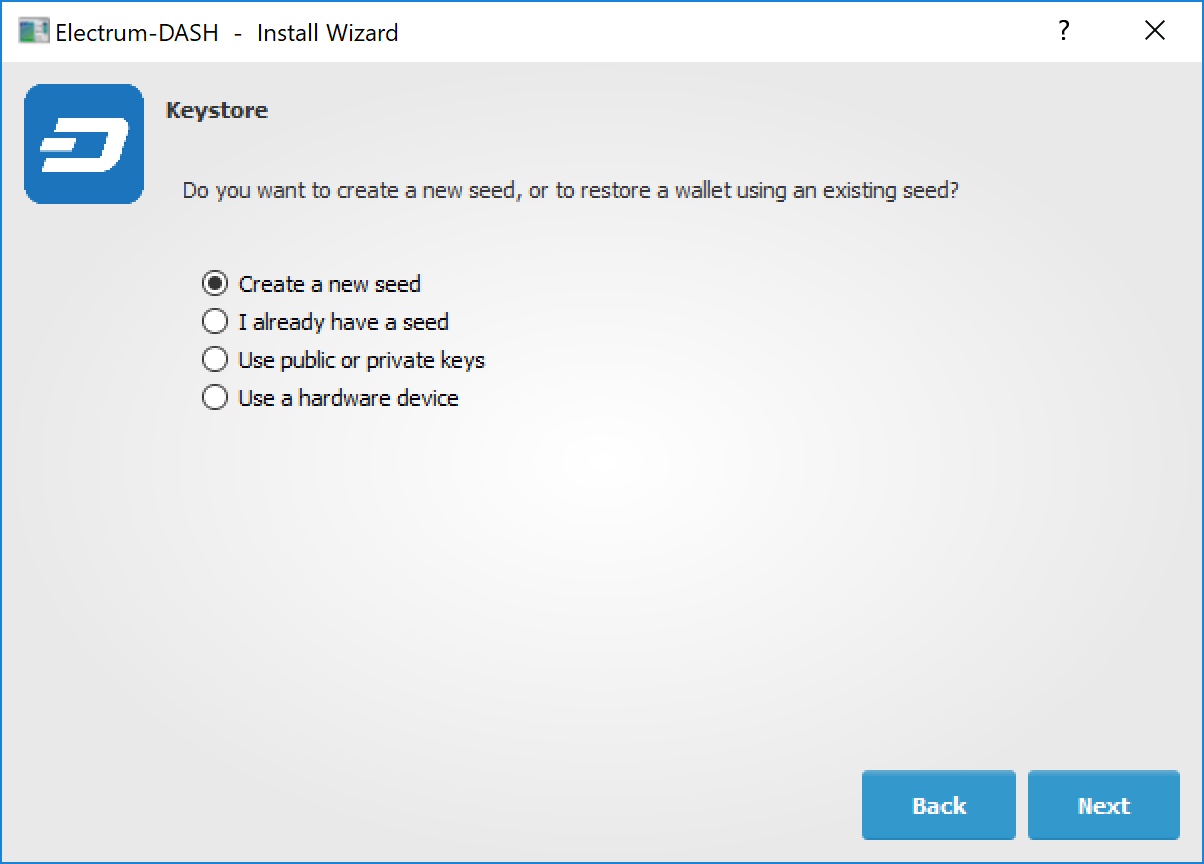 Electrum-DASH - Install Wizard
Keystore
Do you want to create a new seed, or to restore a wallet using an existing seed?
Create a new seed
I already have a seed
Use public or private keys
Use a hardware device
Back Next